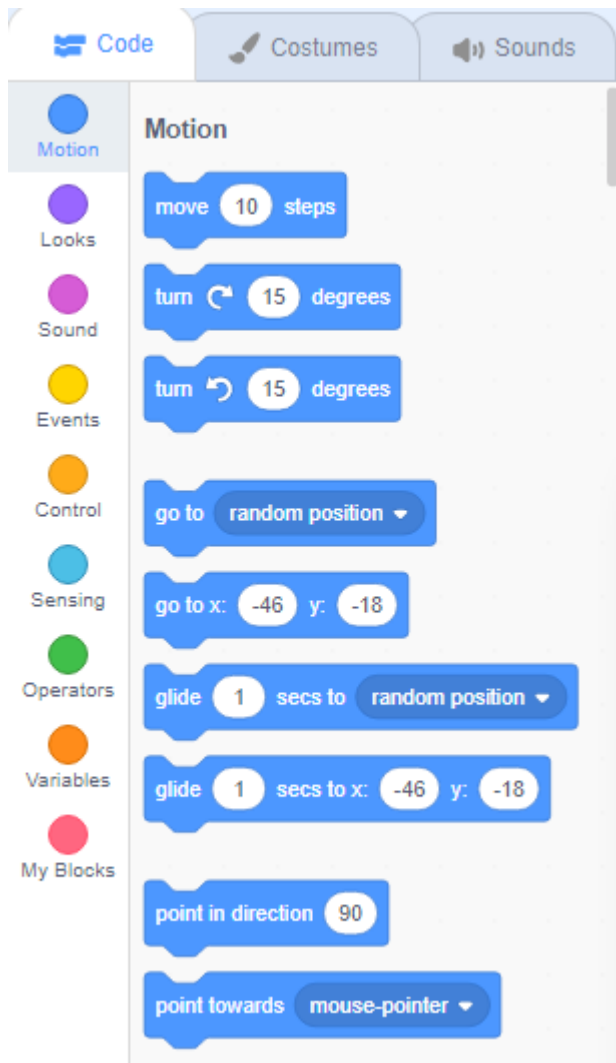 Code Costumes Sounds
Motion
Looks
Sound
Events
Control
Sensing
Operators
Variables
My Blocks
Motion
move 10 steps
turn 15 degrees
turn 15 degrees
go to random position
go to x: -46 y: -18
glide 1 secs to random position
glide 1 secs to x: -46 y: -18
point in direction 90
point towards mouse-pointer